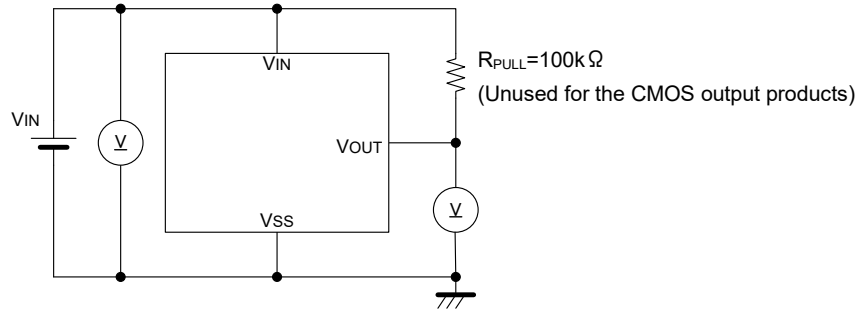 VIN
RPULL=100kΩ
(Unused for the CMOS output products)
VIN
V
VOUT
V
VSS